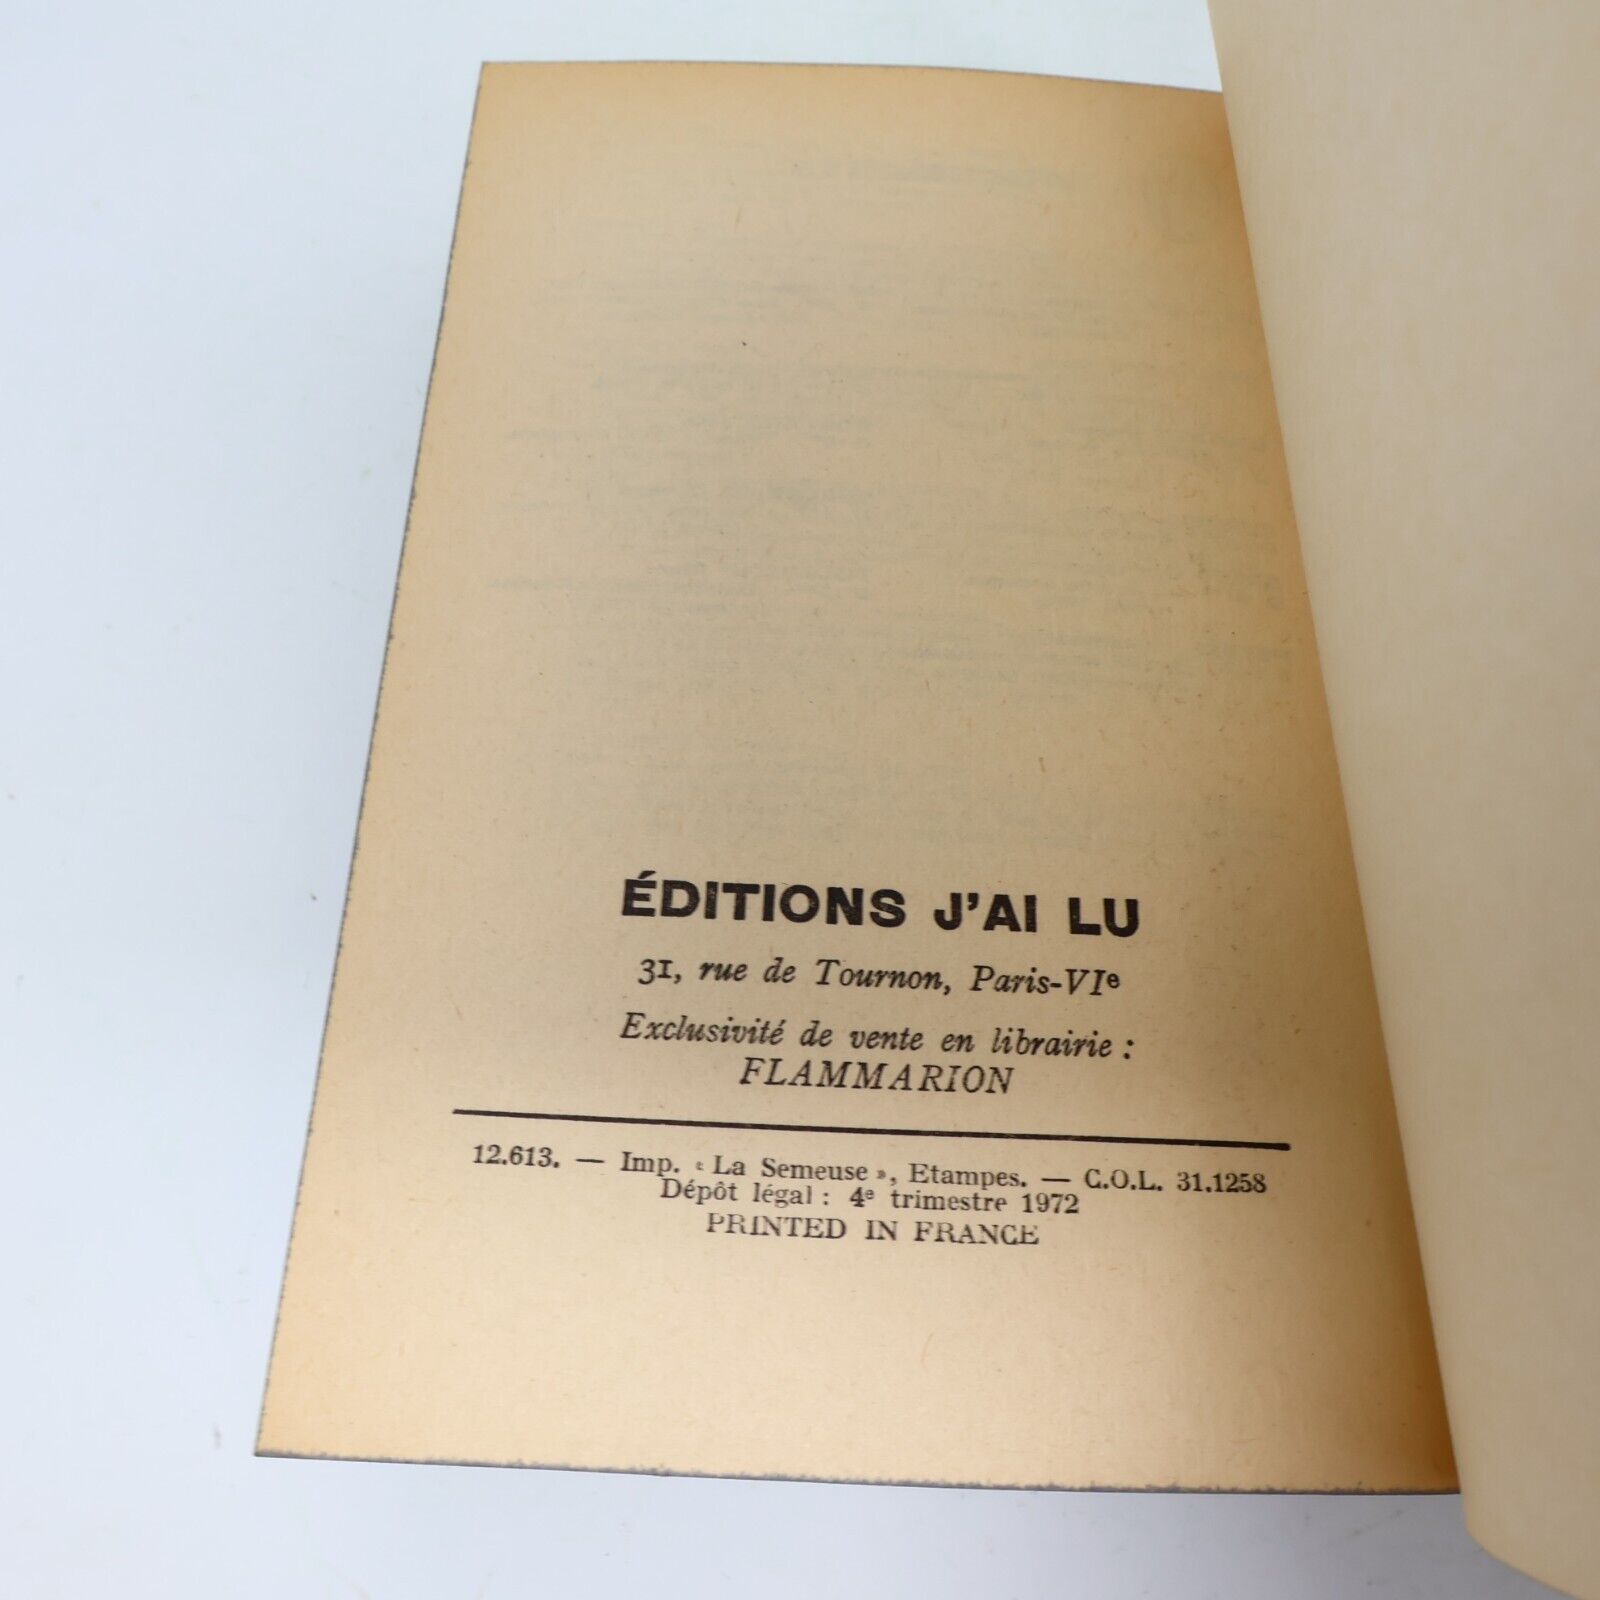 ÉDITIONS J'AI LU
31, rue de Tournon, Paris-VIe
Exclusivité de vente en librairie :
FLAMMARION
12.613. — Imp. « La Semeuse », Etampes. — C.O.L. 31.1258
Dépôt légal : 4e trimestre 1972
PRINTED IN FRANCE